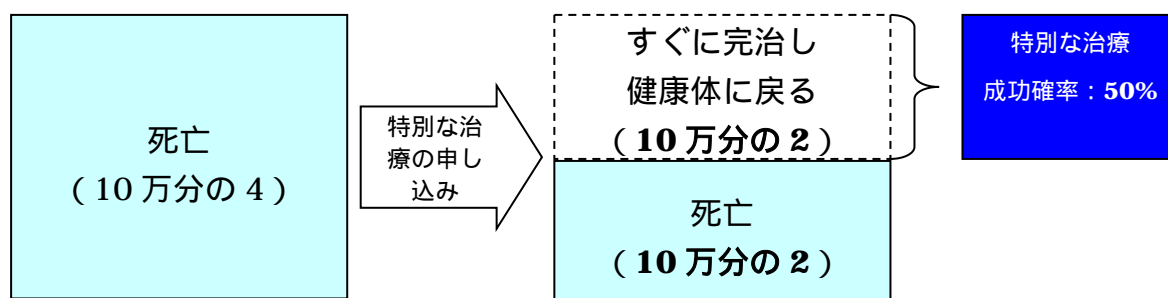 死亡
（10 万分の 4）
特別な治
療の申し
込み
すぐに完治し
健康体に戻る
（10 万分の 2）
死亡
（10 万分の 2）
特別な治療
成功確率：50%